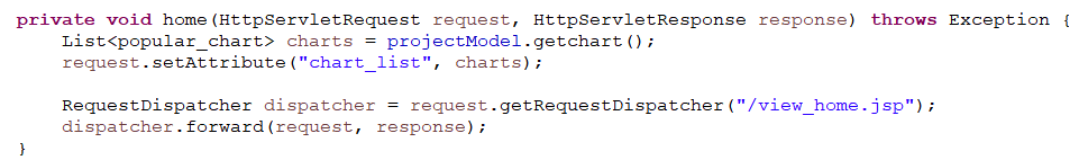 private void home(HttpServletRequest request, HttpServletResponse response) throws Exception {
    List<popular_chart> charts = projectModel.getchart();
    request.setAttribute("chart_list", charts);

    RequestDispatcher dispatcher = request.getRequestDispatcher("/view_home.jsp");
    dispatcher.forward(request, response);
}